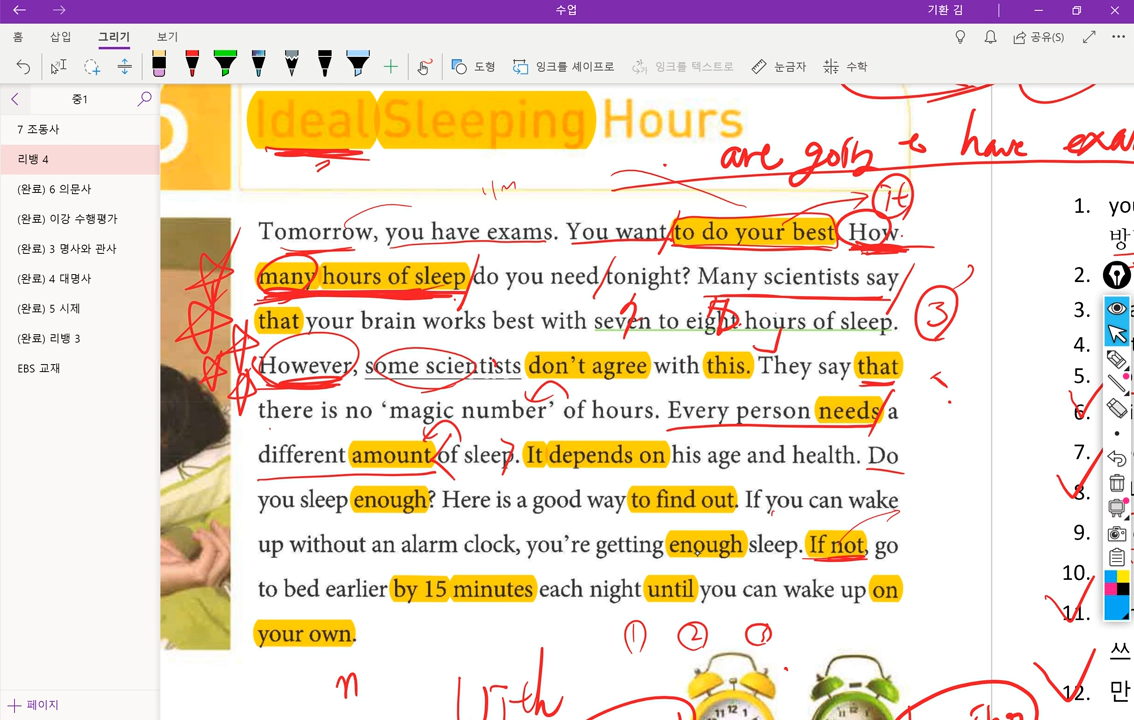 수업
기환 김
홈 삽입 그리기 보기
공유(S)
도형 잉크를 셰이프로 잉크를 텍스트로 눈금자 수학
중1
7 조동사
리뱅 4
(완료) 6 의문사
(완료) 이강 수행평가
(완료) 3 명사와 관사
(완료) 4 대명사
(완료) 5 시제
(완료) 리뱅 3
EBS 교재
페이지
Ideal Sleeping Hours
are going to have
it
Tomorrow, you have exams. You want to do your best. How
many hours of sleep do you need tonight? Many scientists say
that your brain works best with seven to eight hours of sleep.
However, some scientists don't agree with this. They say that
there is no 'magic number' of hours. Every person needs a
different amount of sleep. It depends on his age and health. Do
you sleep enough? Here is a good way to find out. If you can wake
up without an alarm clock, you're getting enough sleep. If not, go
to bed earlier by 15 minutes each night until you can wake up on
your own.
3
① ② ③
n
1.
방
2.
3.
4.
5.
6.
7.
8.
9.
10.
11.
쓰
12. 만